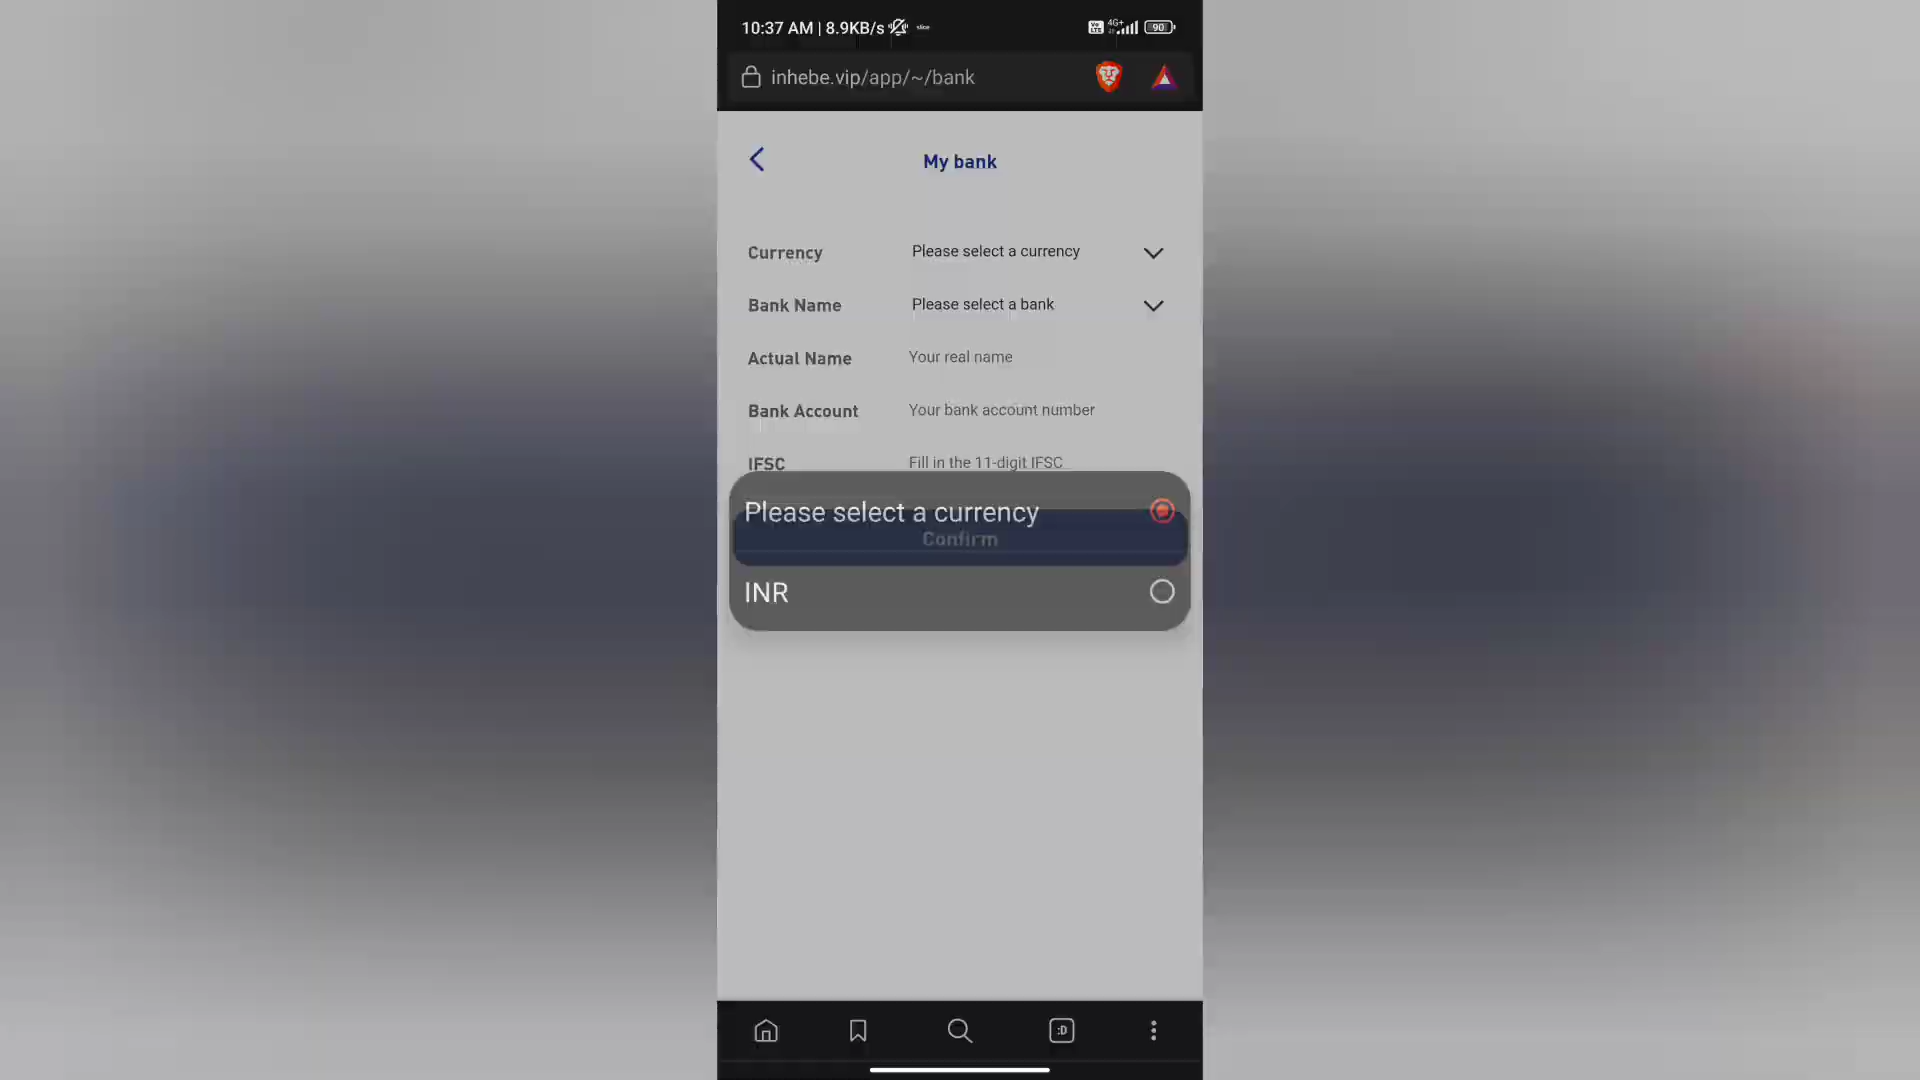 10:37 AM | 8.9KB/s
4G+
90
inhebe.vip/app/~/bank
My bank
Currency Please select a currency
Bank Name Please select a bank
Actual Name Your real name
Bank Account Your bank account number
IFSC Fill in the 11-digit IFSC
Please select a currency
Confirm
INR
:D